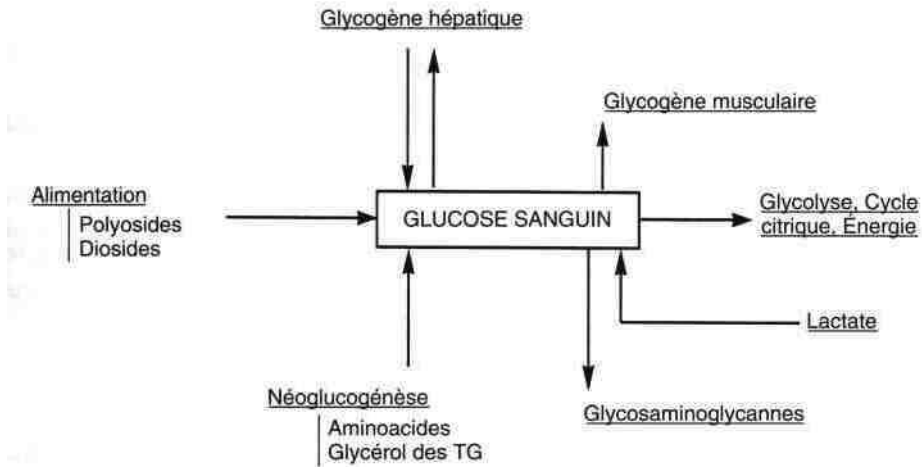 Glycogène hépatique
Glycogène musculaire
Alimentation
Polyosides
Diosides
GLUCOSE SANGUIN
Glycolyse, Cycle
citrique, Énergie
Lactate
Néoglucogénèse
Aminoacides
Glycérol des TG
Glycosaminoglycannes